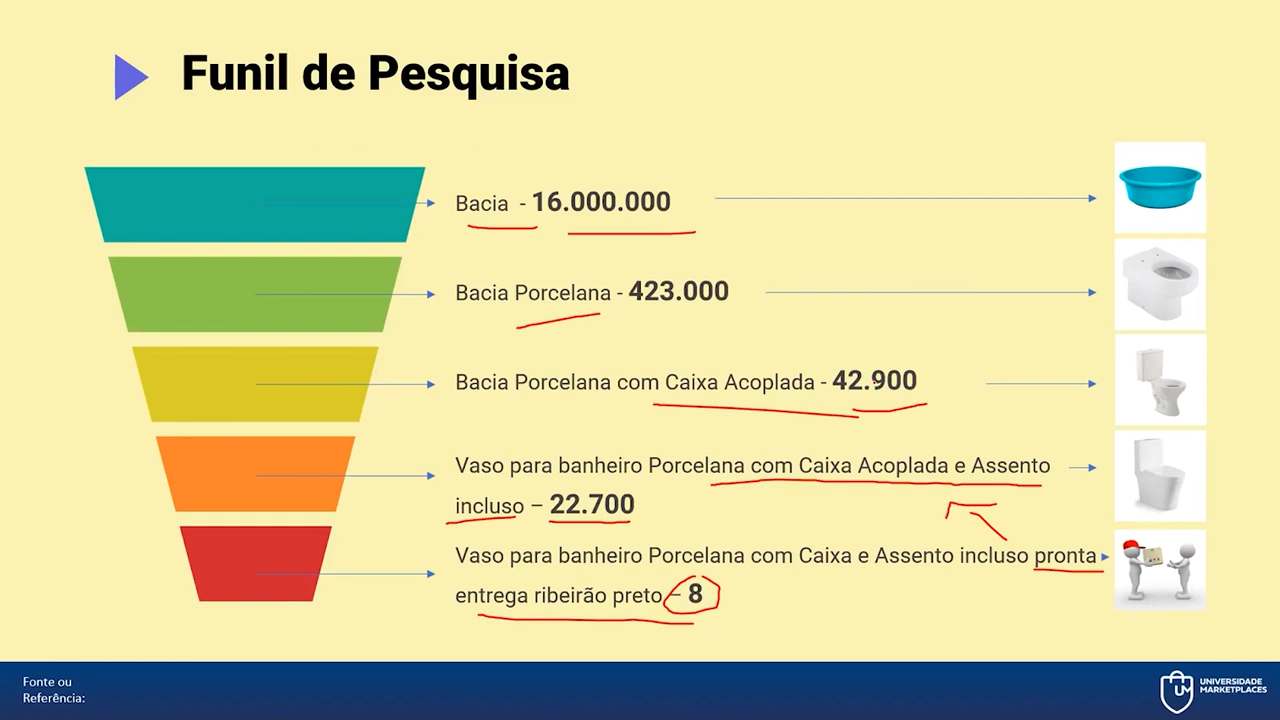 Funil de Pesquisa
Bacia - 16.000.000
Bacia Porcelana - 423.000
Bacia Porcelana com Caixa Acoplada - 42.900
Vaso para banheiro Porcelana com Caixa Acoplada e Assento
incluso – 22.700
Vaso para banheiro Porcelana com Caixa e Assento incluso pronta
entrega ribeirão preto – 8
Fonte ou
Referência:
UM
UNIVERSIDADE
MARKETPLACES